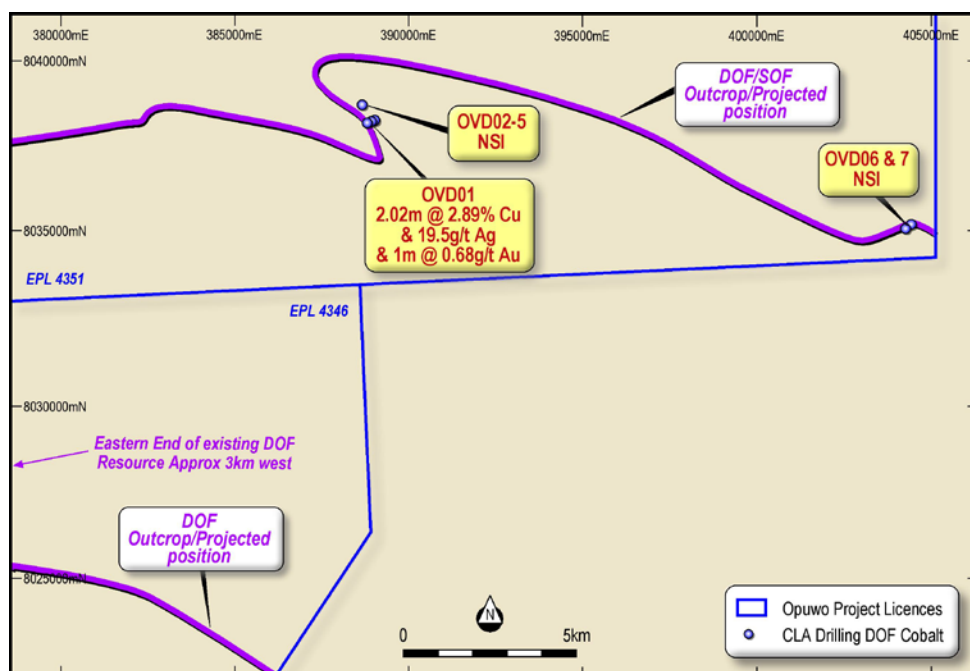 380000mE
385000mE
390000mE
395000mE
400000mE
405000mE
8040000mN
DOF/SOF
Outcrop/Projected
position
OVD02-5
NSI
OVD06 & 7
NSI
OVD01
2.02m @ 2.89% Cu
& 19.5g/t Ag
& 1m @ 0.68g/t Au
8035000mN
EPL 4351
EPL 4346
8030000mN
Eastern End of existing DOF
Resource Approx 3km west
DOF
Outcrop/Projected
position
8025000mN
N
0
5km
Opuwo Project Licences
CLA Drilling DOF Cobalt